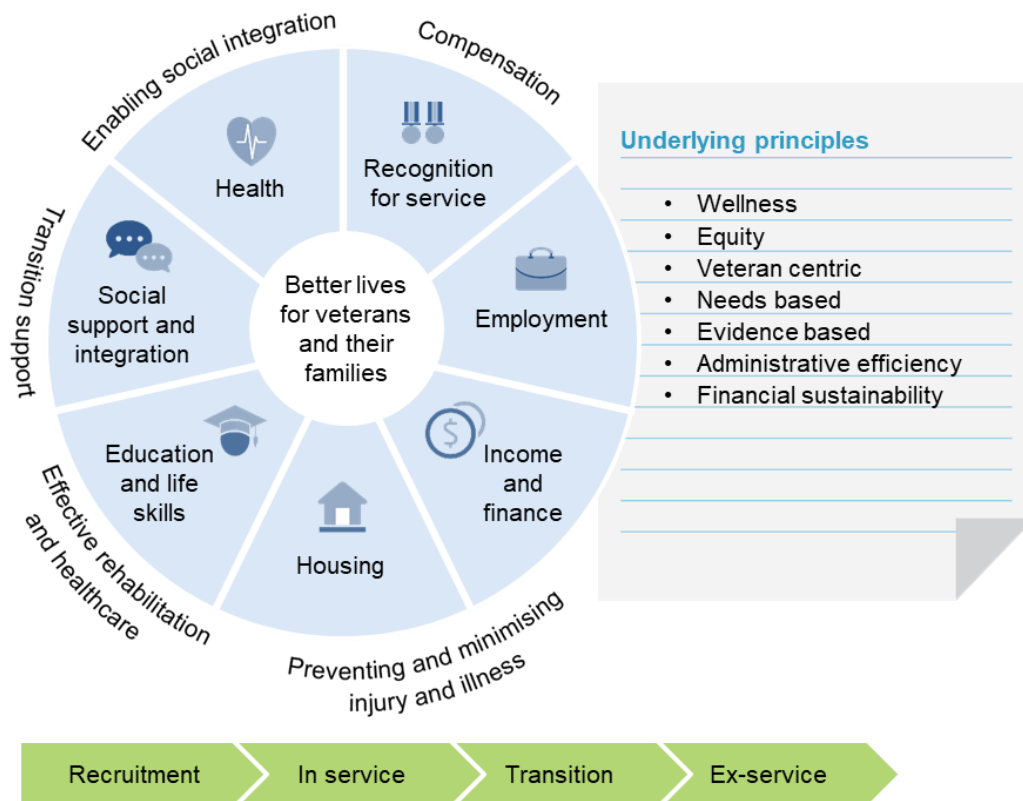 Enabling social integration
Compensation
Transition support
Effective rehabilitation
and healthcare
Preventing and minimising
injury and illness
Health
Recognition
for service
Employment
Income
and
finance
Housing
Education
and life
skills
Social
support and
integration
Better lives
for veterans
and their
families
$
Underlying principles
• Wellness
• Equity
• Veteran centric
• Needs based
• Evidence based
• Administrative efficiency
• Financial sustainability
Recruitment
In service
Transition
Ex-service